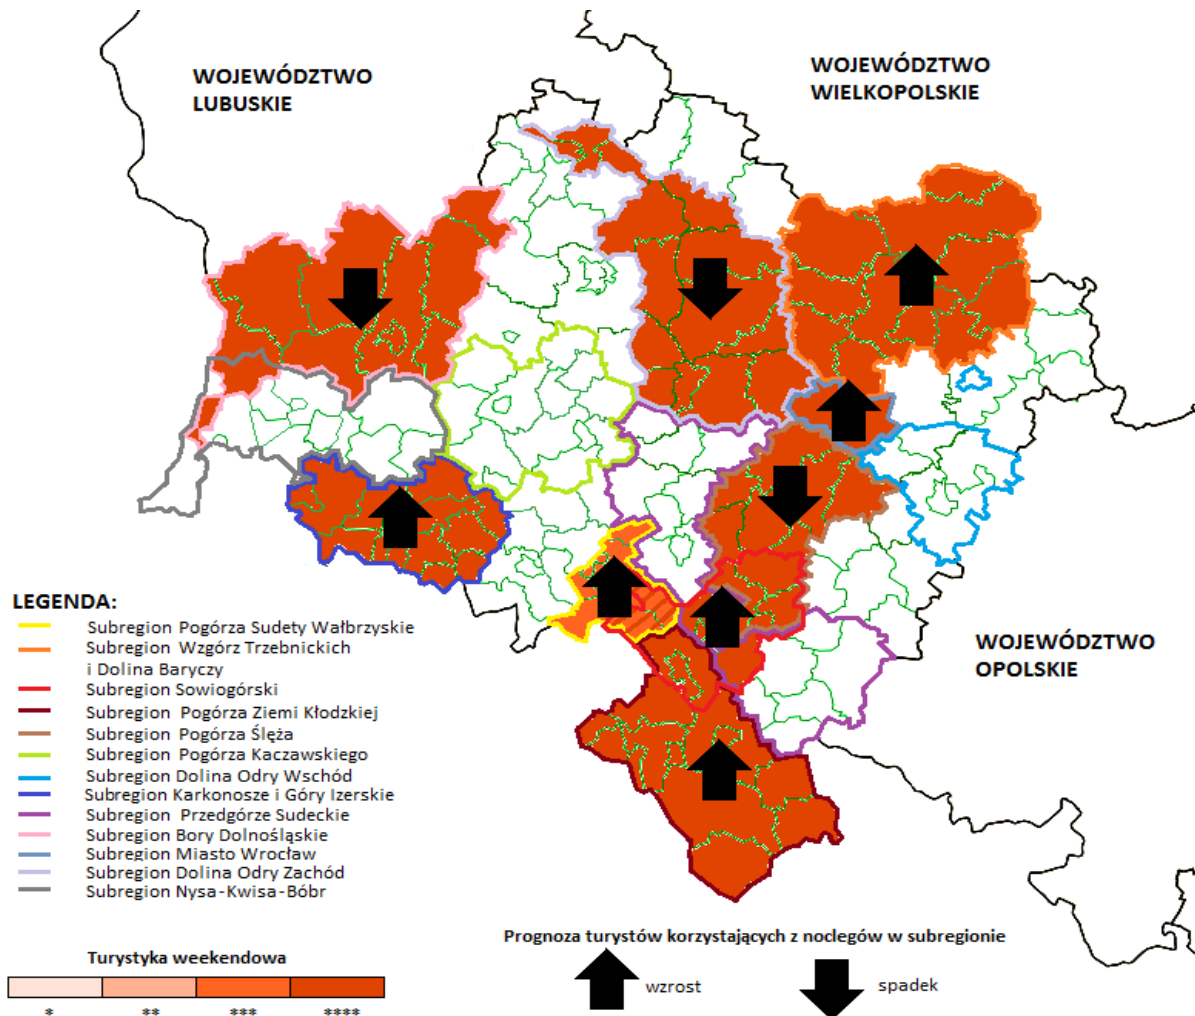 WOJEWÓDZTWO
LUBUSKIE
WOJEWÓDZTWO
WIELKOPOLSKIE
WOJEWÓDZTWO
OPOLSKIE
LEGENDA:
Subregion Pogórza Sudety Wałbrzyskie
Subregion Wzgórz Trzebnickich
i Dolina Baryczy
Subregion Sowiogórski
Subregion Pogórza Ziemi Kłodzkiej
Subregion Pogórza Ślęża
Subregion Pogórza Kaczawskiego
Subregion Dolina Odry Wschód
Subregion Karkonosze i Góry Izerskie
Subregion Przedgórze Sudeckie
Subregion Bory Dolnośląskie
Subregion Miasto Wrocław
Subregion Dolina Odry Zachód
Subregion Nysa-Kwisa-Bóbr
Turystyka weekendowa
* ** *** ****
Prognoza turystów korzystających z noclegów w subregionie
wzrost
spadek